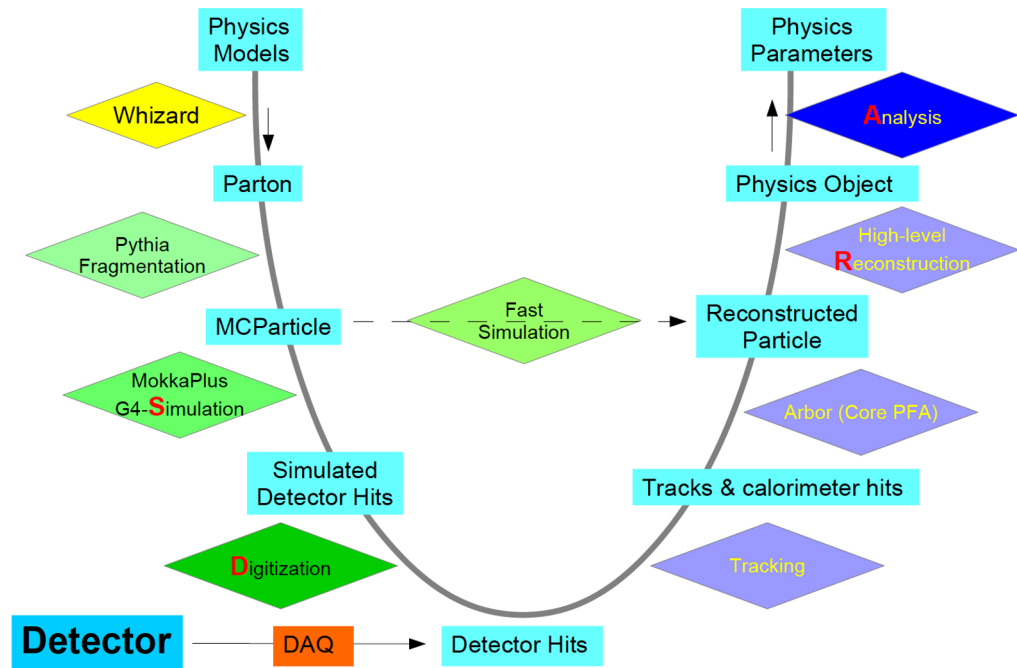 Physics
Models
Physics
Parameters
Whizard
Analysis
Parton
Physics Object
Pythia
Fragmentation
High-level
Reconstruction
MCParticle
Fast
Simulation
Reconstructed
Particle
MokkaPlus
G4-Simulation
Arbor (Core PFA)
Simulated
Detector Hits
Tracks & calorimeter hits
Digitization
Tracking
Detector
DAQ
Detector Hits